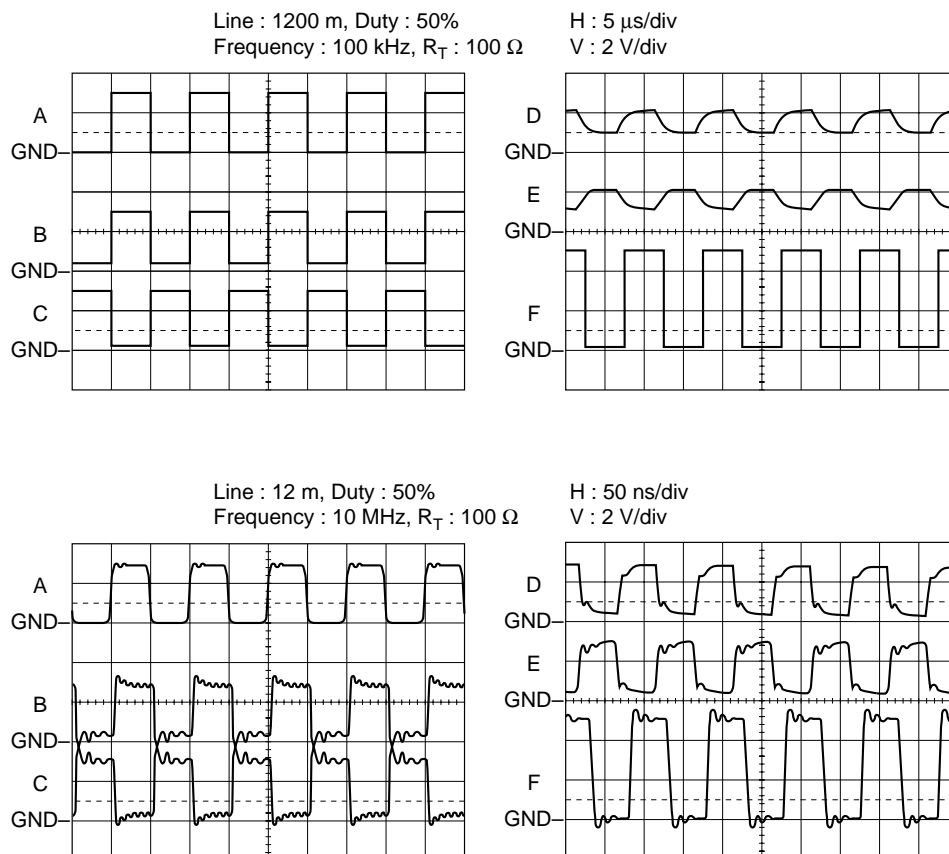 Line : 1200 m, Duty : 50%
Frequency : 100 kHz, R_T : 100 Ω
H : 5 μs/div
V : 2 V/div
A
GND
B
GND
C
GND
D
GND
E
GND
F
GND
Line : 12 m, Duty : 50%
Frequency : 10 MHz, R_T : 100 Ω
H : 50 ns/div
V : 2 V/div
A
GND
B
GND
C
GND
D
GND
E
GND
F
GND